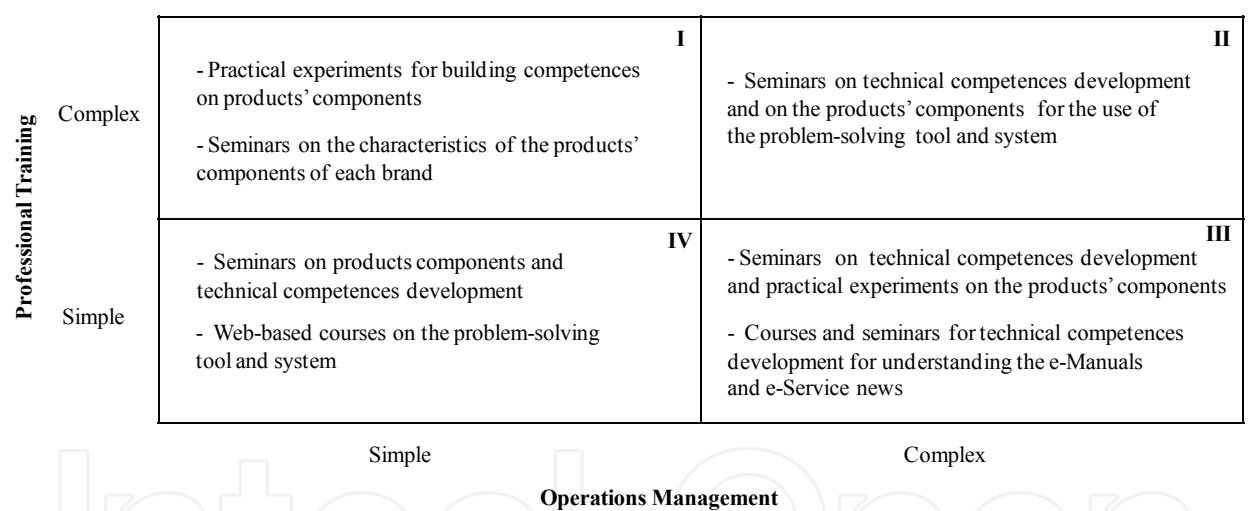 I
- Practical experiments for building competences
on products' components
- Seminars on the characteristics of the products'
components of each brand
II
- Seminars on technical competences development
and on the products' components for the use of
the problem-solving tool and system
Complex
Professional Training
IV
- Seminars on products components and
technical competences development
- Web-based courses on the problem-solving
tool and system
III
- Seminars on technical competences development
and practical experiments on the products' components
- Courses and seminars for technical competences
development for understanding the e-Manuals
and e-Service news
Simple
Simple
Complex
Operations Management